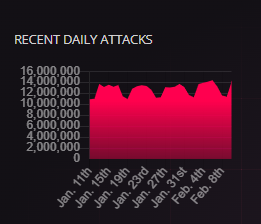 RECENT DAILY ATTACKS
16,000,000
14,000,000
12,000,000
10,000,000
8,000,000
6,000,000
4,000,000
2,000,000
0
Jan. 11th
Jan. 15th
Jan. 19th
Jan. 23rd
Jan. 27th
Jan. 31st
Feb. 4th
Feb. 8th